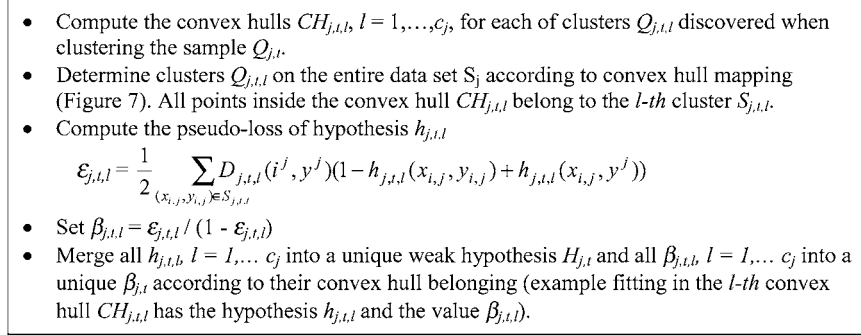 • Compute the convex hulls CH_{j,t,l}, l = 1,…,c_j, for each of clusters Q_{j,t,l} discovered when
clustering the sample Q_{j,t}.
• Determine clusters Q_{j,t,l} on the entire data set S_j according to convex hull mapping
(Figure 7). All points inside the convex hull CH_{j,t,l} belong to the l-th cluster S_{j,t,l}.
• Compute the pseudo-loss of hypothesis h_{j,t,l}
ε_{j,t,l} = \frac{1}{2} \sum_{(x_{i,j}, y_{i,j}) ∈ S_{j,t,l}} D_{j,t,l}(i^j, y^j)(1 − h_{j,t,l}(x_{i,j}, y_{i,j}) + h_{j,t,l}(x_{i,j}, y^j))
• Set β_{j,t,l} = ε_{j,t,l} / (1 - ε_{j,t,l})
• Merge all h_{j,t,l}, l = 1,… c_j into a unique weak hypothesis H_{j,t} and all β_{j,t,l}, l = 1,… c_j into a
unique β_{j,t} according to their convex hull belonging (example fitting in the l-th convex
hull CH_{j,t,l} has the hypothesis h_{j,t,l} and the value β_{j,t,l}).